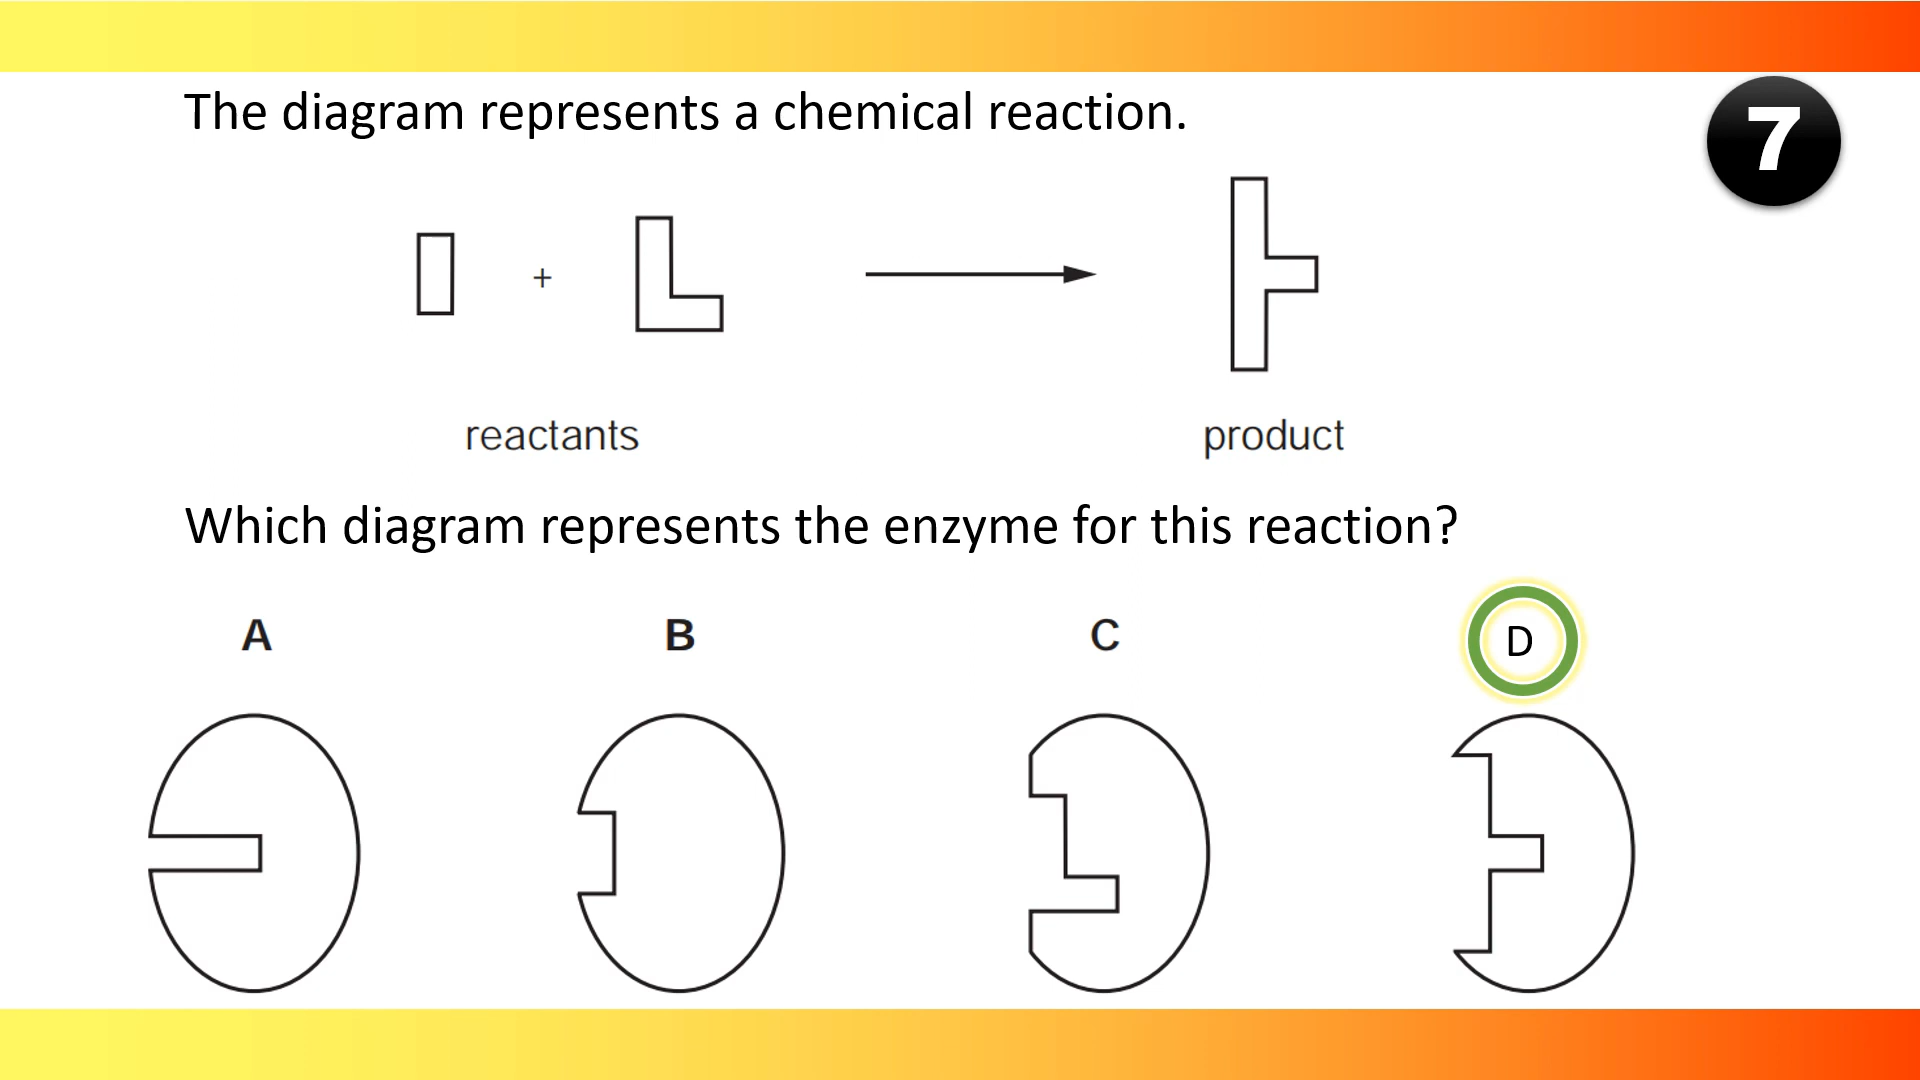 The diagram represents a chemical reaction.
7
+
reactants
product
Which diagram represents the enzyme for this reaction?
A
B
C
D